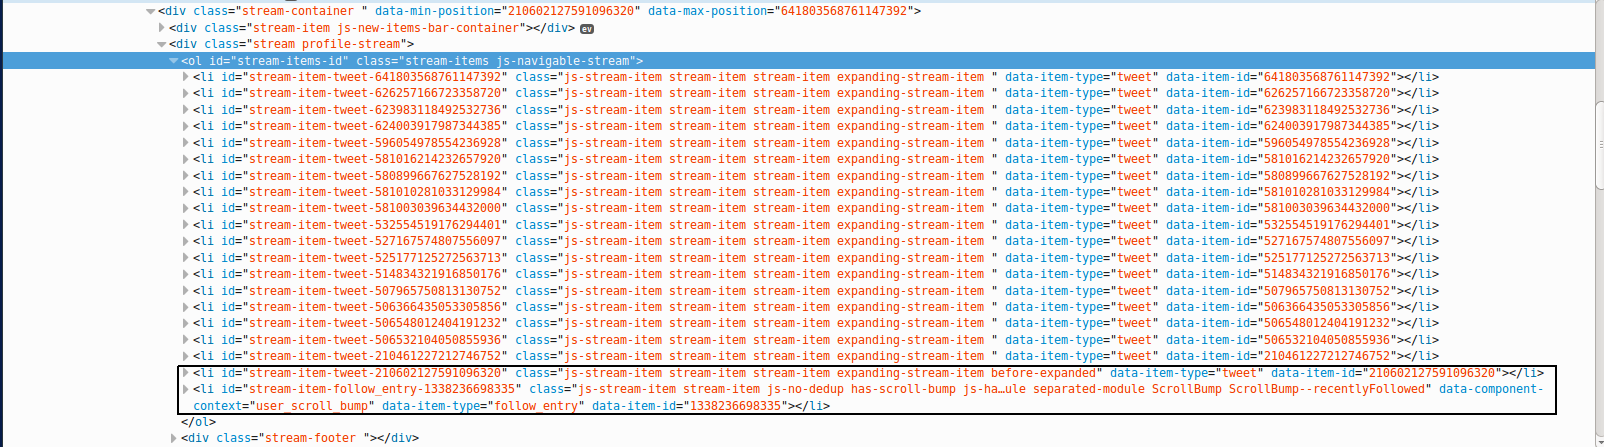 <div class="stream-container " data-min-position="210602127591096320" data-max-position="641803568761147392">
<div class="stream-item js-new-items-bar-container"></div> ev
<div class="stream profile-stream">
<ol id="stream-items-id" class="stream-items js-navigable-stream">
<li id="stream-item-tweet-641803568761147392" class="js-stream-item stream-item stream-item expanding-stream-item " data-item-type="tweet" data-item-id="641803568761147392"></li>
<li id="stream-item-tweet-626257166723358720" class="js-stream-item stream-item stream-item expanding-stream-item " data-item-type="tweet" data-item-id="626257166723358720"></li>
<li id="stream-item-tweet-623983118492532736" class="js-stream-item stream-item stream-item expanding-stream-item " data-item-type="tweet" data-item-id="623983118492532736"></li>
<li id="stream-item-tweet-624003917987344385" class="js-stream-item stream-item stream-item expanding-stream-item " data-item-type="tweet" data-item-id="624003917987344385"></li>
<li id="stream-item-tweet-596054978554236928" class="js-stream-item stream-item stream-item expanding-stream-item " data-item-type="tweet" data-item-id="596054978554236928"></li>
<li id="stream-item-tweet-581016214232657920" class="js-stream-item stream-item stream-item expanding-stream-item " data-item-type="tweet" data-item-id="581016214232657920"></li>
<li id="stream-item-tweet-580899667627528192" class="js-stream-item stream-item stream-item expanding-stream-item " data-item-type="tweet" data-item-id="580899667627528192"></li>
<li id="stream-item-tweet-581010281033129984" class="js-stream-item stream-item stream-item expanding-stream-item " data-item-type="tweet" data-item-id="581010281033129984"></li>
<li id="stream-item-tweet-581003039634432000" class="js-stream-item stream-item stream-item expanding-stream-item " data-item-type="tweet" data-item-id="581003039634432000"></li>
<li id="stream-item-tweet-532554519176294401" class="js-stream-item stream-item stream-item expanding-stream-item " data-item-type="tweet" data-item-id="532554519176294401"></li>
<li id="stream-item-tweet-527167574807556097" class="js-stream-item stream-item stream-item expanding-stream-item " data-item-type="tweet" data-item-id="527167574807556097"></li>
<li id="stream-item-tweet-525177125272563713" class="js-stream-item stream-item stream-item expanding-stream-item " data-item-type="tweet" data-item-id="525177125272563713"></li>
<li id="stream-item-tweet-514834321916850176" class="js-stream-item stream-item stream-item expanding-stream-item " data-item-type="tweet" data-item-id="514834321916850176"></li>
<li id="stream-item-tweet-507965750813130752" class="js-stream-item stream-item stream-item expanding-stream-item " data-item-type="tweet" data-item-id="507965750813130752"></li>
<li id="stream-item-tweet-506366435053305856" class="js-stream-item stream-item stream-item expanding-stream-item " data-item-type="tweet" data-item-id="506366435053305856"></li>
<li id="stream-item-tweet-506548012404191232" class="js-stream-item stream-item stream-item expanding-stream-item " data-item-type="tweet" data-item-id="506548012404191232"></li>
<li id="stream-item-tweet-506532104050855936" class="js-stream-item stream-item stream-item expanding-stream-item " data-item-type="tweet" data-item-id="506532104050855936"></li>
<li id="stream-item-tweet-210461227212746752" class="js-stream-item stream-item stream-item expanding-stream-item " data-item-type="tweet" data-item-id="210461227212746752"></li>
<li id="stream-item-tweet-210602127591096320" class="js-stream-item stream-item stream-item expanding-stream-item before-expanded" data-item-type="tweet" data-item-id="210602127591096320"></li>
<li id="stream-item-follow_entry-1338236698335" class="js-stream-item stream-item js-no-dedup has-scroll-bump js-ha…ule separated-module ScrollBump ScrollBump--recentlyFollowed" data-component-
context="user_scroll_bump" data-item-type="follow_entry" data-item-id="1338236698335"></li>
</ol>
<div class="stream-footer "></div>